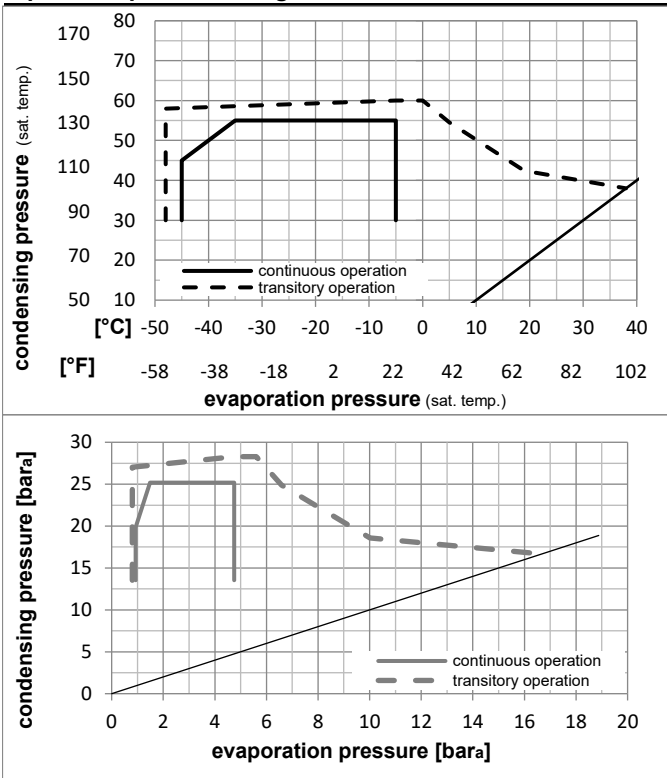 80
170
70
150
60
130
50
110
40
90
30
70
20
50
10
condensing pressure (sat. temp.)
continuous operation
transitory operation
[°C] -50 -40 -30 -20 -10 0 10 20 30 40
[°F] -58 -38 -18 2 22 42 62 82 102
evaporation pressure (sat. temp.)
30
25
20
15
10
5
0
condensing pressure [bara]
continuous operation
transitory operation
0 2 4 6 8 10 12 14 16 18 20
evaporation pressure [bara]